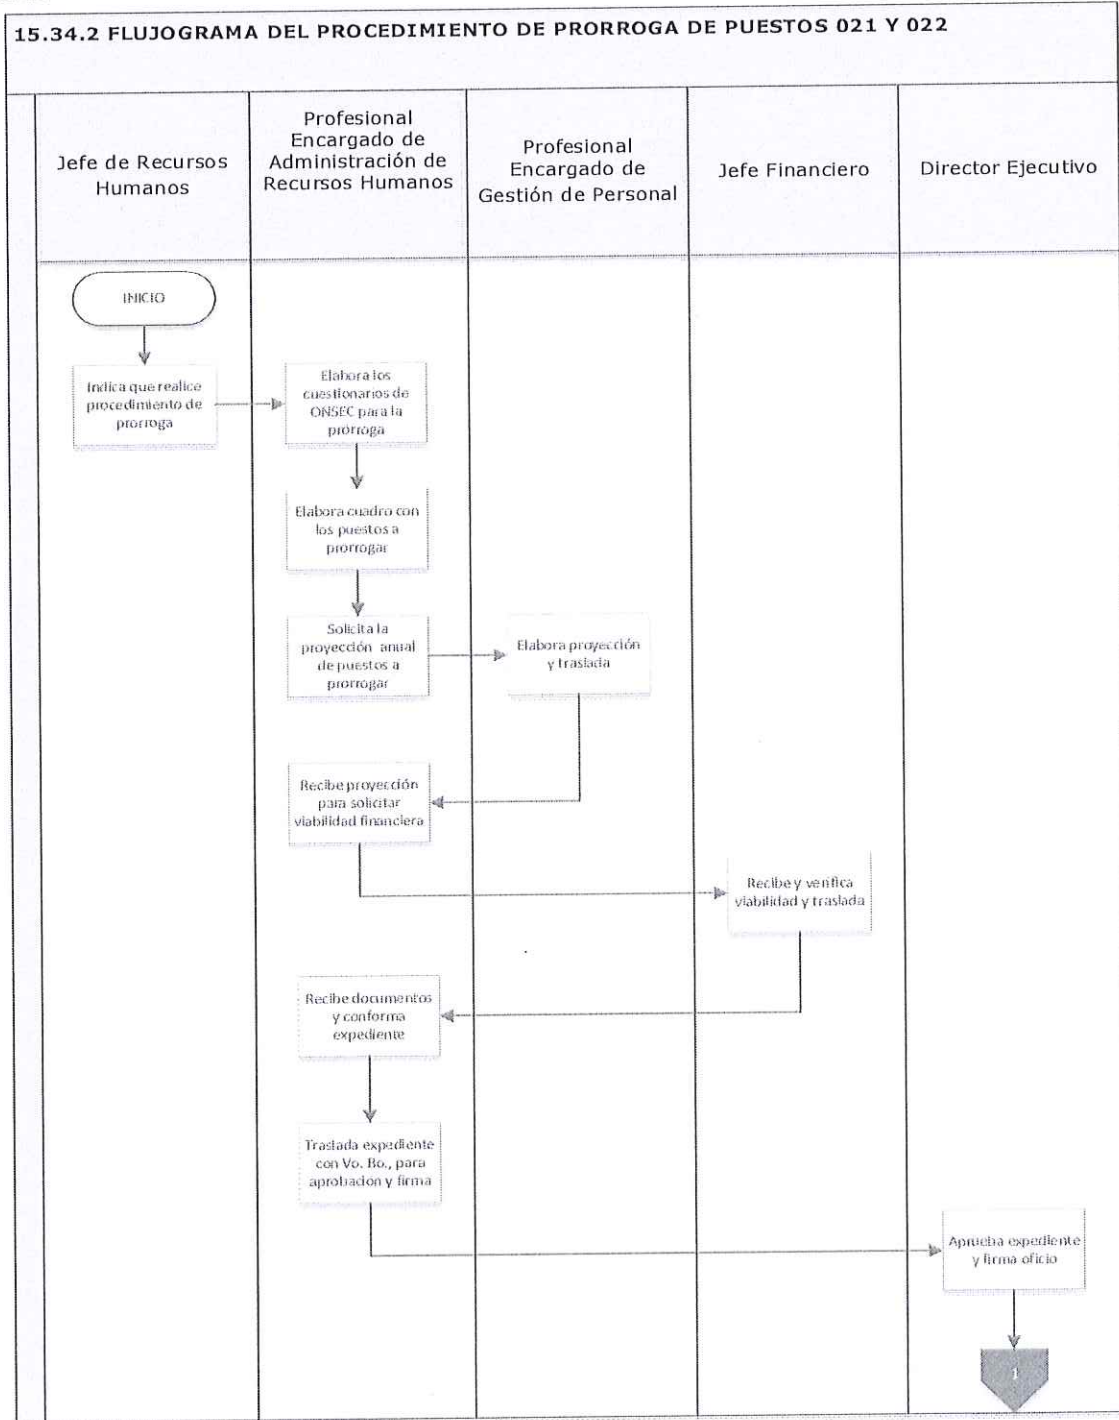 15.34.2 FLUJOGRAMA DEL PROCEDIMIENTO DE PRORROGA DE PUESTOS 021 Y 022
Jefe de Recursos
Humanos
Profesional
Encargado de
Administración de
Recursos Humanos
Profesional
Encargado de
Gestión de Personal
Jefe Financiero
Director Ejecutivo
INICIO
Indica que realice
procedimiento de
prorroga
Elabora los
cuestionarios de
ONSEC para la
prórroga
Elabora cuadro con
los puestos a
prorrogar
Solicita la
proyección anual
de puestos a
prorrogar
Elabora proyección
y traslada
Recibe proyección
para solicitar
viabilidad financiera
Recibe y verifica
viabilidad y traslada
Recibe documentos
y conforma
expediente
Traslada expediente
con Vo. Bo., para
aprobacion y firma
Aprueba expediente
y firma oficio
1